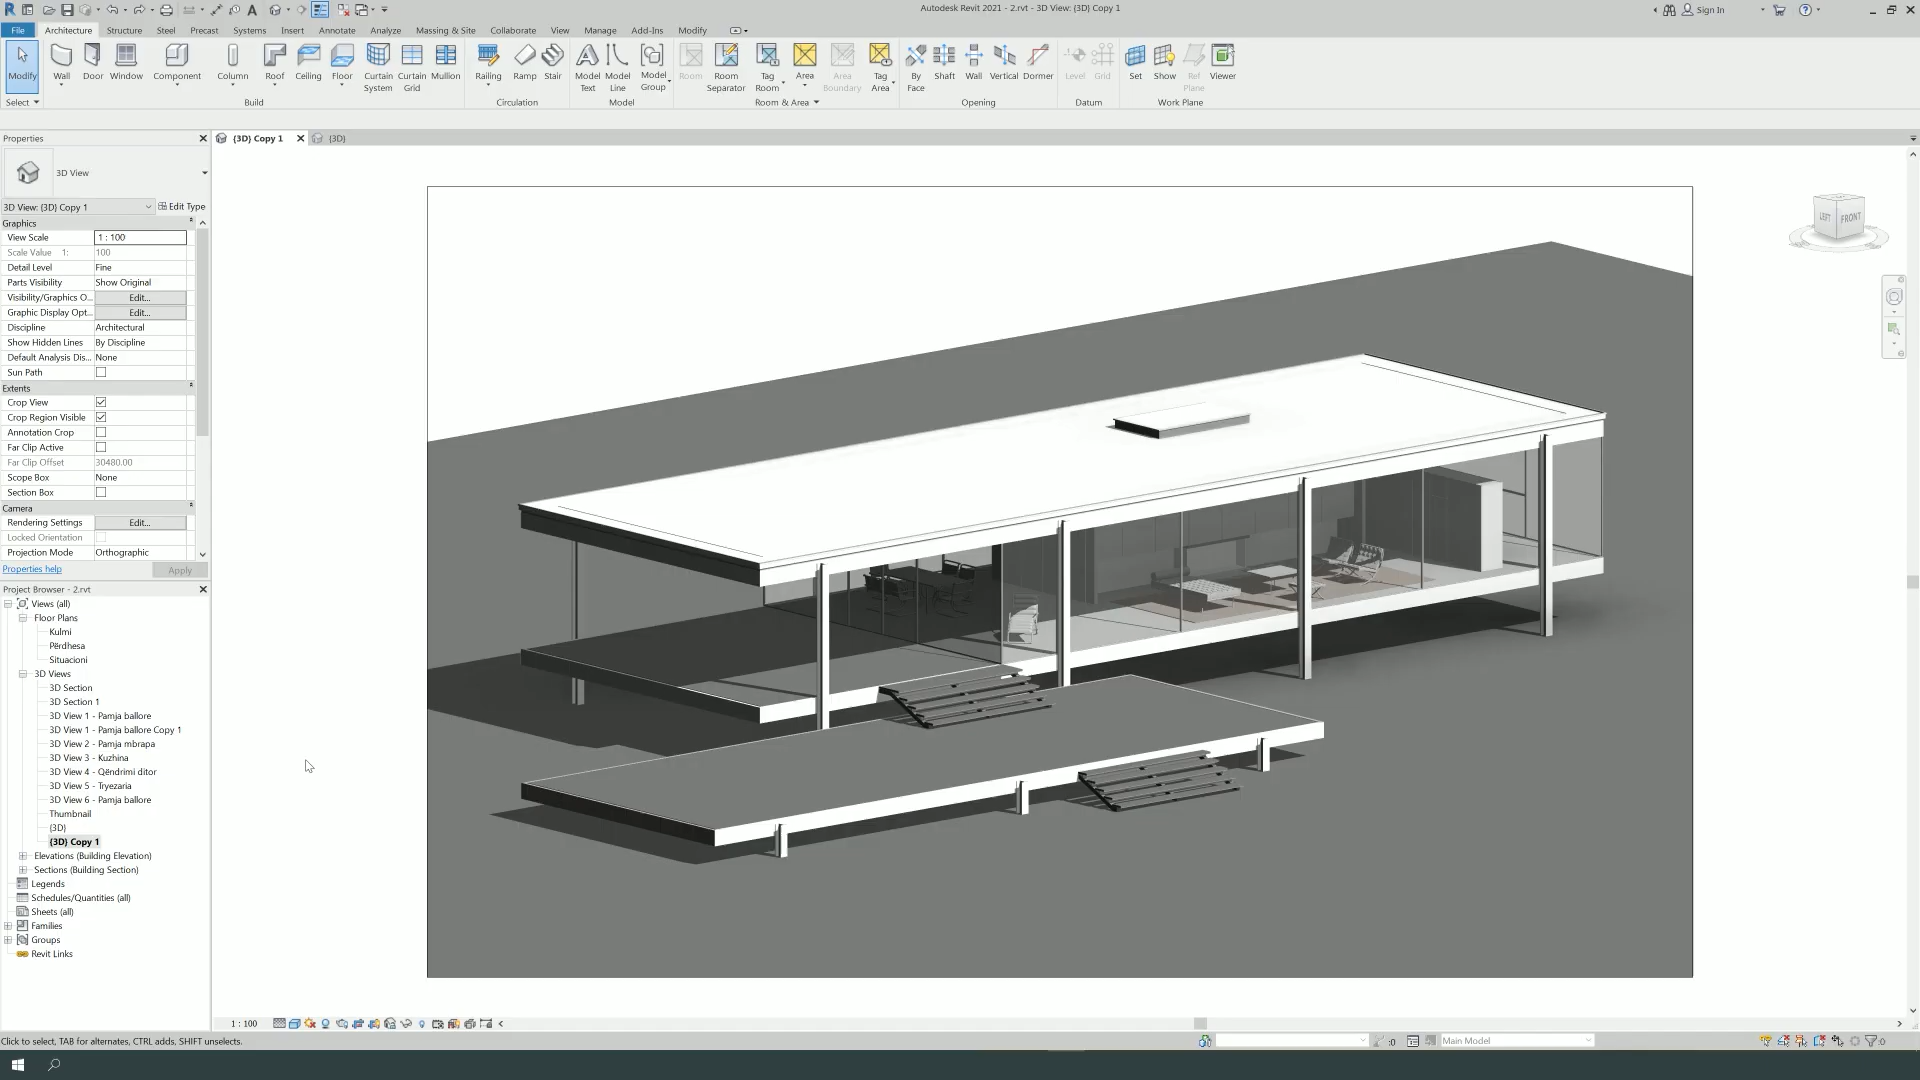 Autodesk Revit 2021 - 2.rvt - 3D View: {3D} Copy 1
Sign In
File Architecture Structure Steel Precast Systems Insert Annotate Analyze Massing & Site Collaborate View Manage Add-Ins Modify
Modify
Wall
Door
Window
Component
Column
Roof
Ceiling
Floor
Curtain System
Curtain Grid
Mullion
Railing
Ramp
Stair
Model Text
Model Line
Model Group
Room
Room Separator
Tag Room
Area
Area Boundary
Tag Area
By Face
Shaft
Wall
Vertical
Dormer
Level
Grid
Set
Show
Ref Plane
Viewer
Select
Build
Circulation
Model
Room & Area
Opening
Datum
Work Plane
Properties
{3D} Copy 1
{3D}
3D View
3D View: {3D} Copy 1
Edit Type
Graphics
View Scale 1 : 100
Scale Value 1: 100
Detail Level Fine
Parts Visibility Show Original
Visibility/Graphics O... Edit...
Graphic Display Opt... Edit...
Discipline Architectural
Show Hidden Lines By Discipline
Default Analysis Dis... None
Sun Path
Extents
Crop View
Crop Region Visible
Annotation Crop
Far Clip Active
Far Clip Offset 30480.00
Scope Box None
Section Box
Camera
Rendering Settings Edit...
Locked Orientation
Projection Mode Orthographic
Properties help
Apply
Project Browser - 2.rvt
Views (all)
Floor Plans
Kulmi
Përdhesa
Situacioni
3D Views
3D Section
3D Section 1
3D View 1 - Pamja ballore
3D View 1 - Pamja ballore Copy 1
3D View 2 - Pamja mbrapa
3D View 3 - Kuzhina
3D View 4 - Qëndrimi ditor
3D View 5 - Tryezaria
3D View 6 - Pamja ballore
Thumbnail
{3D}
{3D} Copy 1
Elevations (Building Elevation)
Sections (Building Section)
Legends
Schedules/Quantities (all)
Sheets (all)
Families
Groups
Revit Links
LEFT
FRONT
1 : 100
Click to select, TAB for alternates, CTRL adds, SHIFT unselects.
:0
Main Model
:0